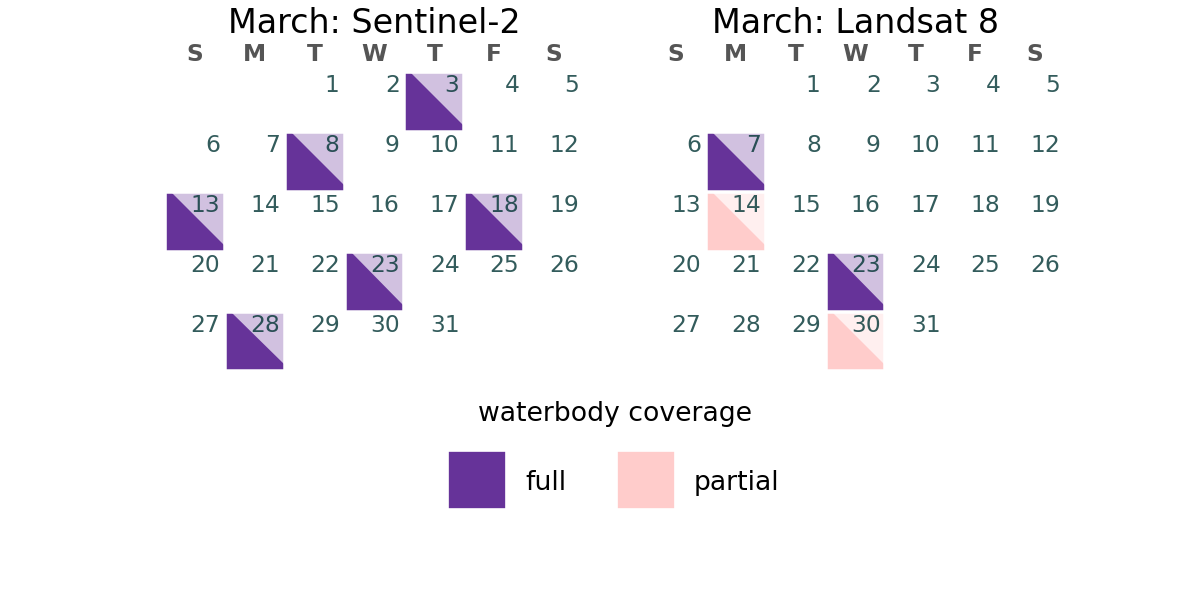 March: Sentinel-2
S M T W T F S
1 2 3 4 5
6 7 8 9 10 11 12
13 14 15 16 17 18 19
20 21 22 23 24 25 26
27 28 29 30 31
March: Landsat 8
S M T W T F S
1 2 3 4 5
6 7 8 9 10 11 12
13 14 15 16 17 18 19
20 21 22 23 24 25 26
27 28 29 30 31
waterbody coverage
full partial